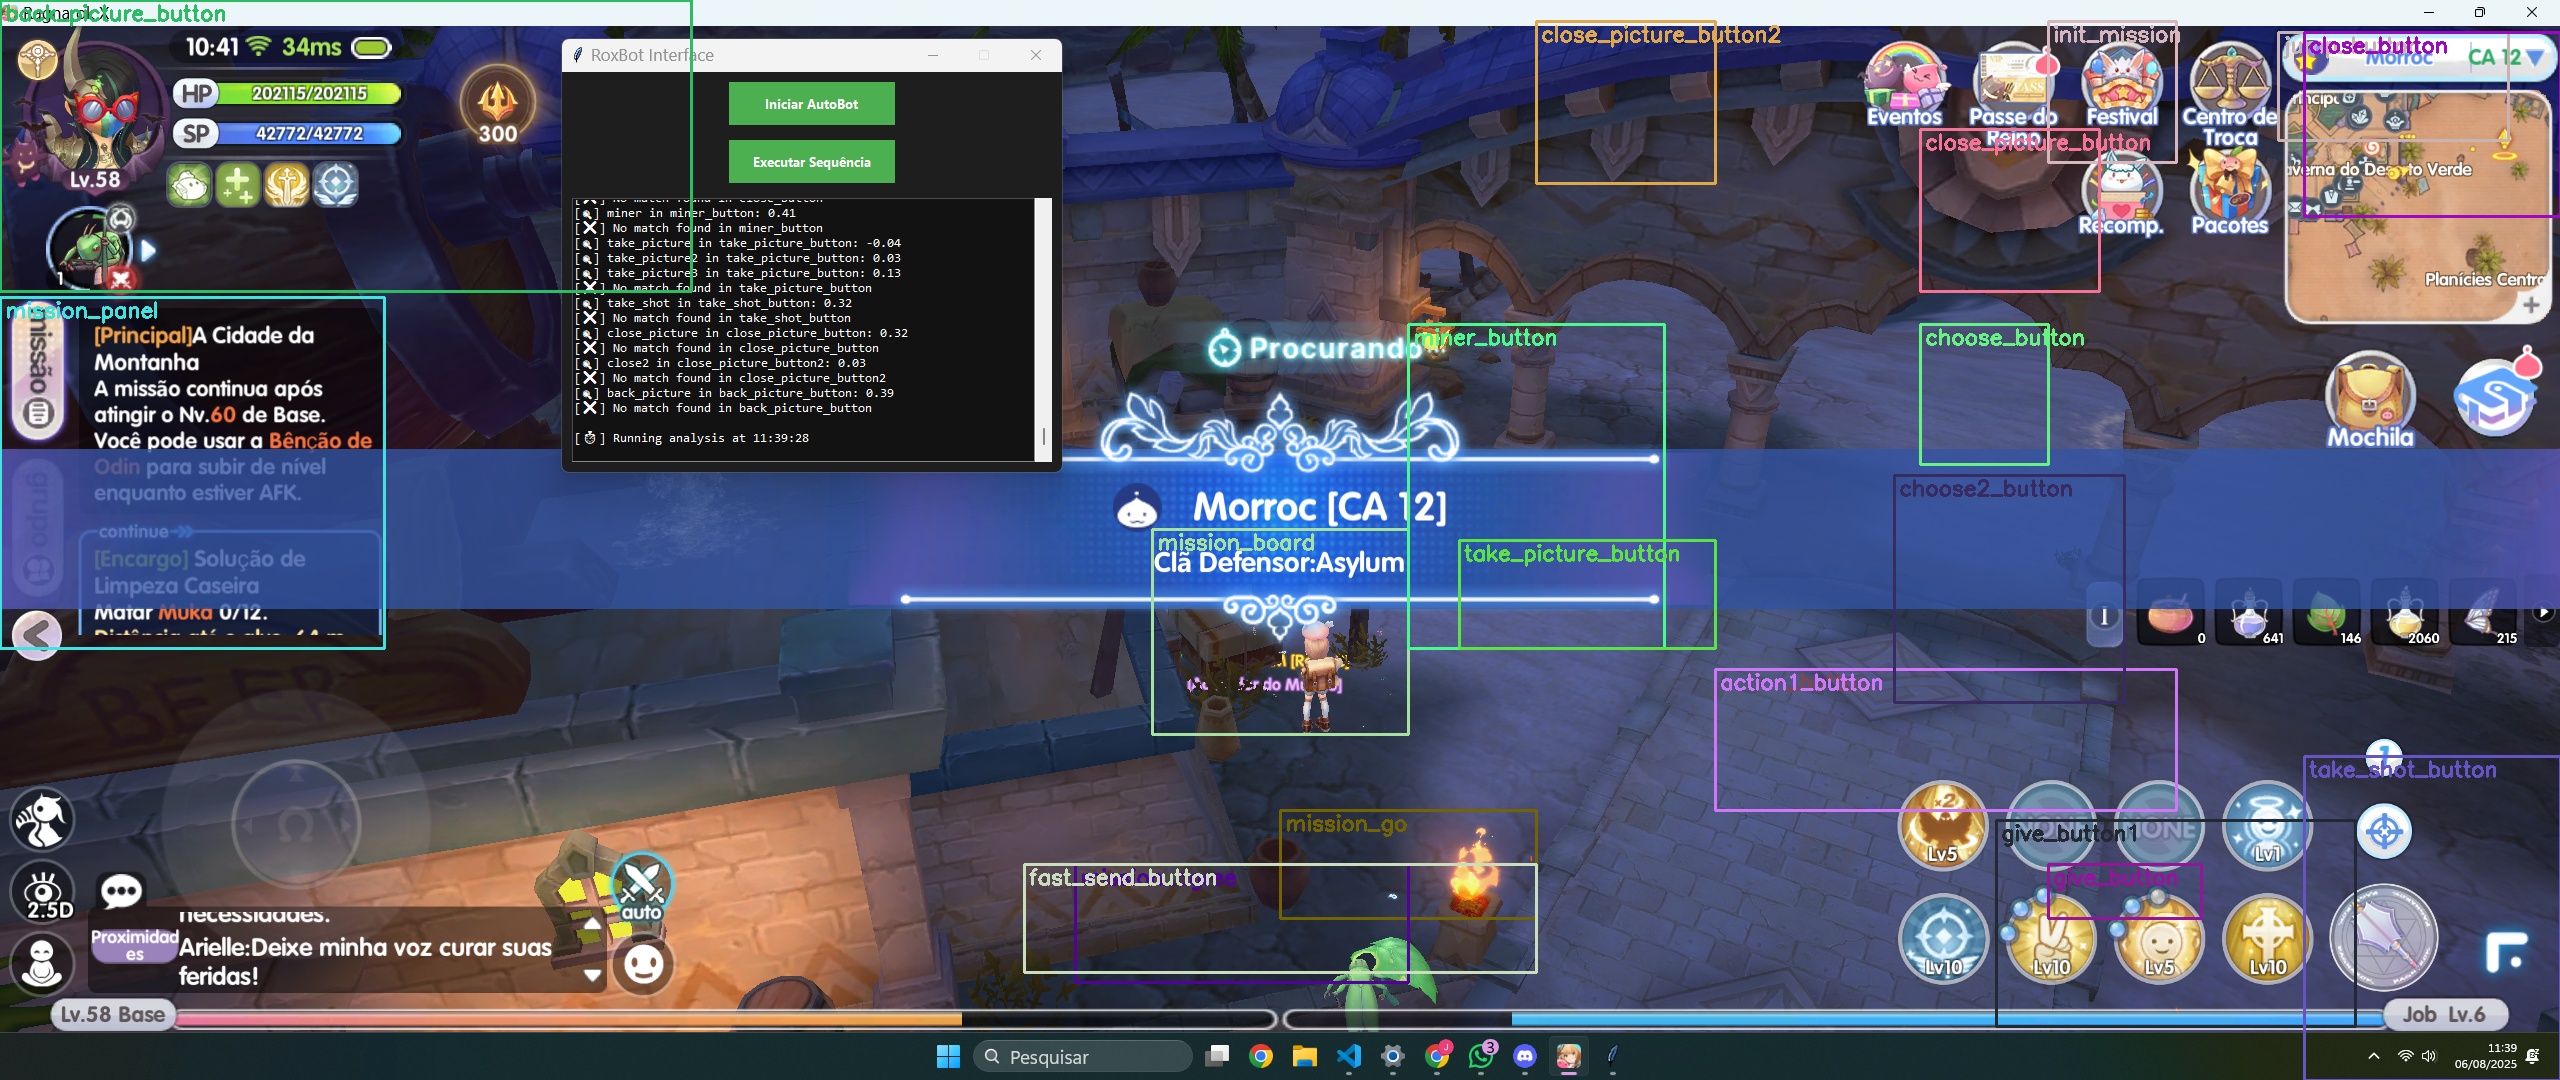 back_picture_button
10:41
34ms
HP
202115/202115
SP
42772/42772
300
Lv.58
1
RoxBot Interface
Iniciar AutoBot
Executar Sequência
[🔍] miner in miner_button: 0.41
[❌] No match found in miner_button
[🔍] take_picture in take_picture_button: -0.04
[🔍] take_picture2 in take_picture_button: 0.03
[🔍] take_picture3 in take_picture_button: 0.13
[❌] No match found in take_picture_button
[🔍] take_shot in take_shot_button: 0.32
[❌] No match found in take_shot_button
[🔍] close_picture in close_picture_button: 0.32
[❌] No match found in close_picture_button
[🔍] close2 in close_picture_button2: 0.03
[❌] No match found in close_picture_button2
[🔍] back_picture in back_picture_button: 0.39
[❌] No match found in back_picture_button
[⏱] Running analysis at 11:39:28
close_picture_button2
init_mission
close_button
Morroc
CA 12
Eventos
Passe do
Reino
Festival
Centro de
Troca
close_picture_button
Recomp.
Pacotes
Planícies Centra
mission_panel
missão
[Principal]A Cidade da
Montanha
A missão continua após
atingir o Nv.60 de Base.
Você pode usar a Bênção de
Odin para subir de nível
enquanto estiver AFK.
grupo
continue
[Encargo] Solução de
Limpeza Caseira
Matar Muka 0/12.
Procurando
miner_button
choose_button
Mochila
Morroc [CA 12]
choose2_button
mission_board
Clã Defensor:Asylum
take_picture_button
0
641
146
2060
215
BEER
action1_button
take_shot_button
mission_go
give_button1
Lv5
Lv1
fast_send_button
give_button
2.5D
auto
necessidades.
Proximidad
es
Arielle:Deixe minha voz curar suas
feridas!
Lv10
Lv10
Lv5
Lv10
Lv.58 Base
Job Lv.6
Pesquisar
3
11:39
06/08/2025